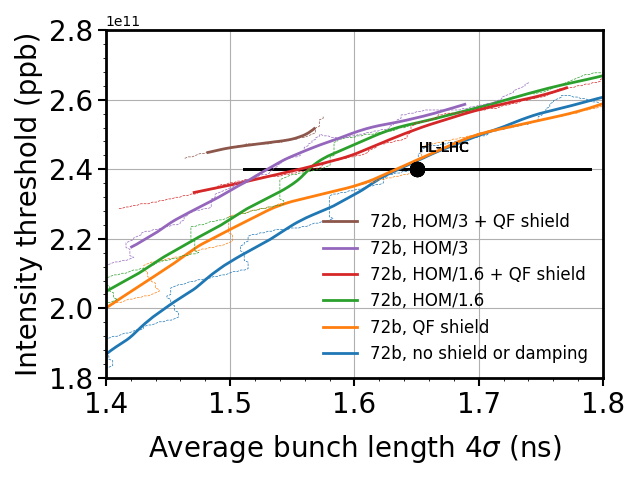 1e11
2.8
2.6
2.4
2.2
2.0
1.8
Intensity threshold (ppb)
HL-LHC
72b, HOM/3 + QF shield
72b, HOM/3
72b, HOM/1.6 + QF shield
72b, HOM/1.6
72b, QF shield
72b, no shield or damping
1.4 1.5 1.6 1.7 1.8
Average bunch length 4σ (ns)